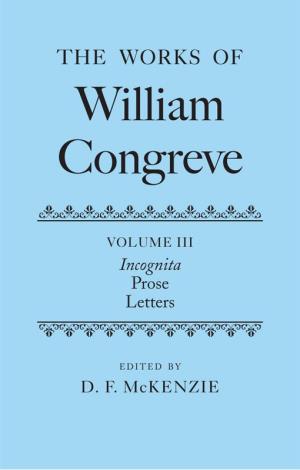 THE WORKS OF
William
Congreve
VOLUME III
Incognita
Prose
Letters
EDITED BY
D. F. McKENZIE